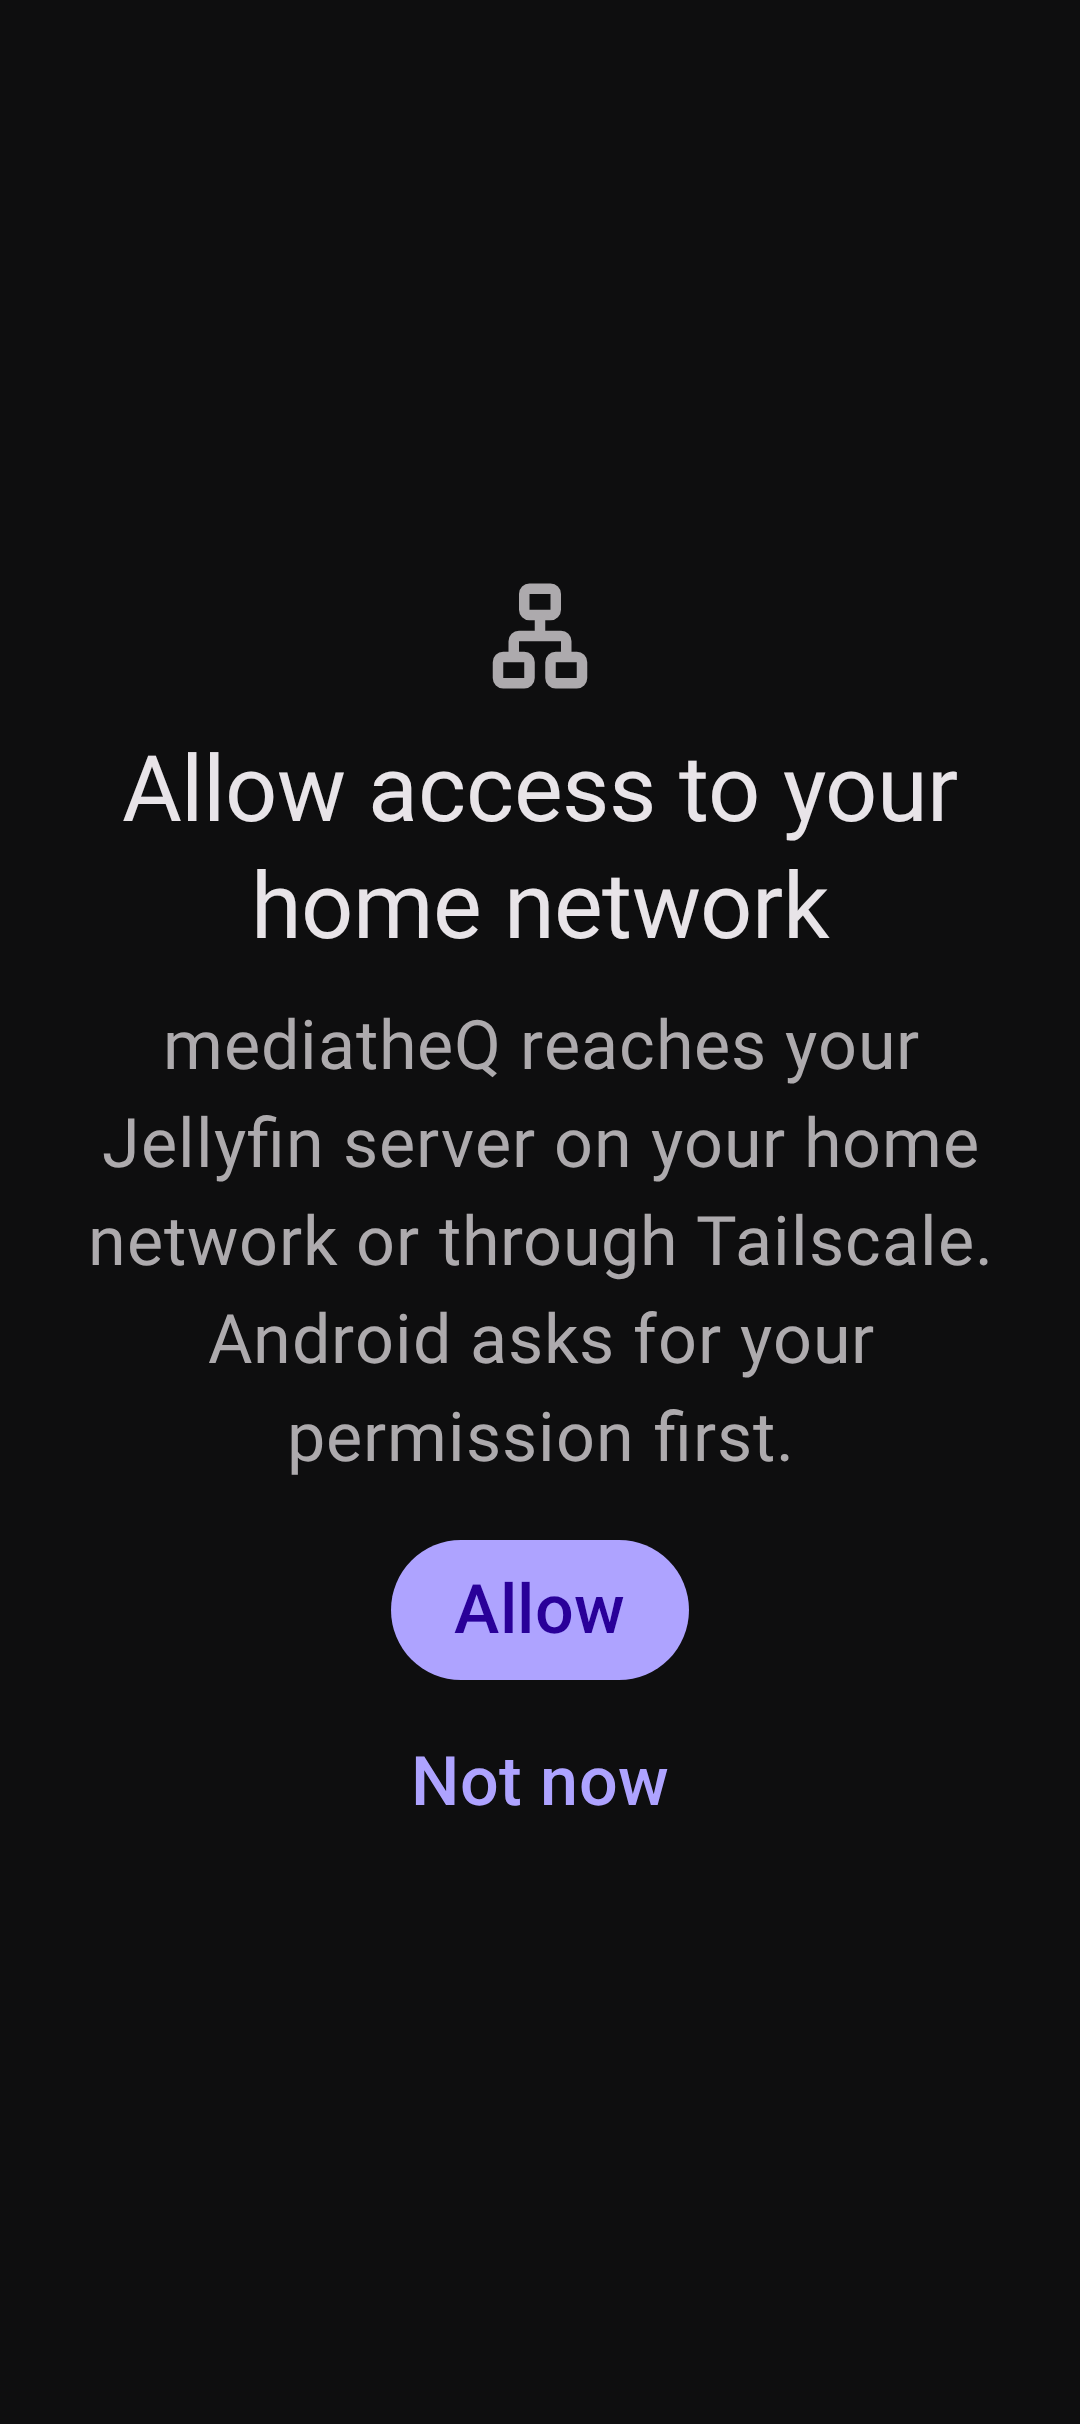 Allow access to your
home network
mediatheQ reaches your
Jellyfin server on your home
network or through Tailscale.
Android asks for your
permission first.
Allow
Not now